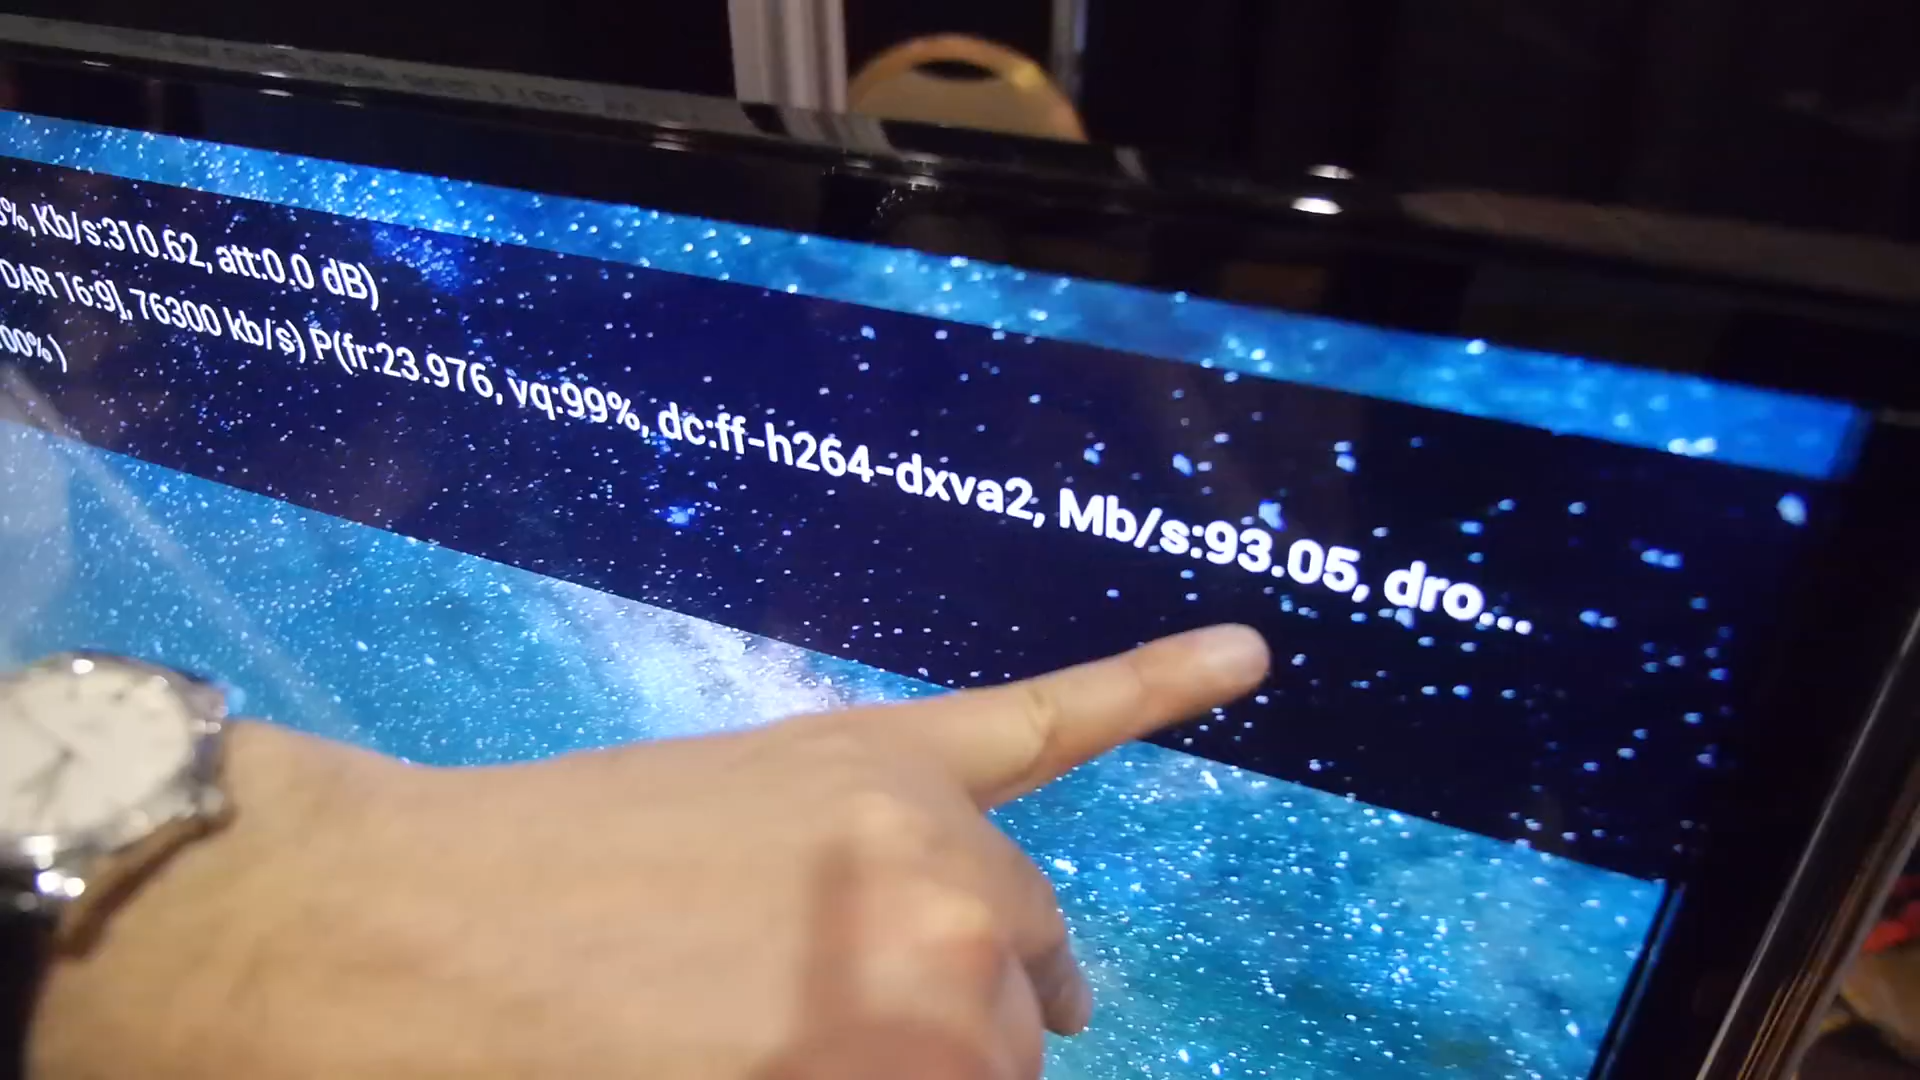 %, Kb/s:310.62, att:0.0 dB)
DAR 16:9], 76300 kb/s) P(fr:23.976, vq:99%, dc:ff-h264-dxva2, Mb/s:93.05, dro...
00%)